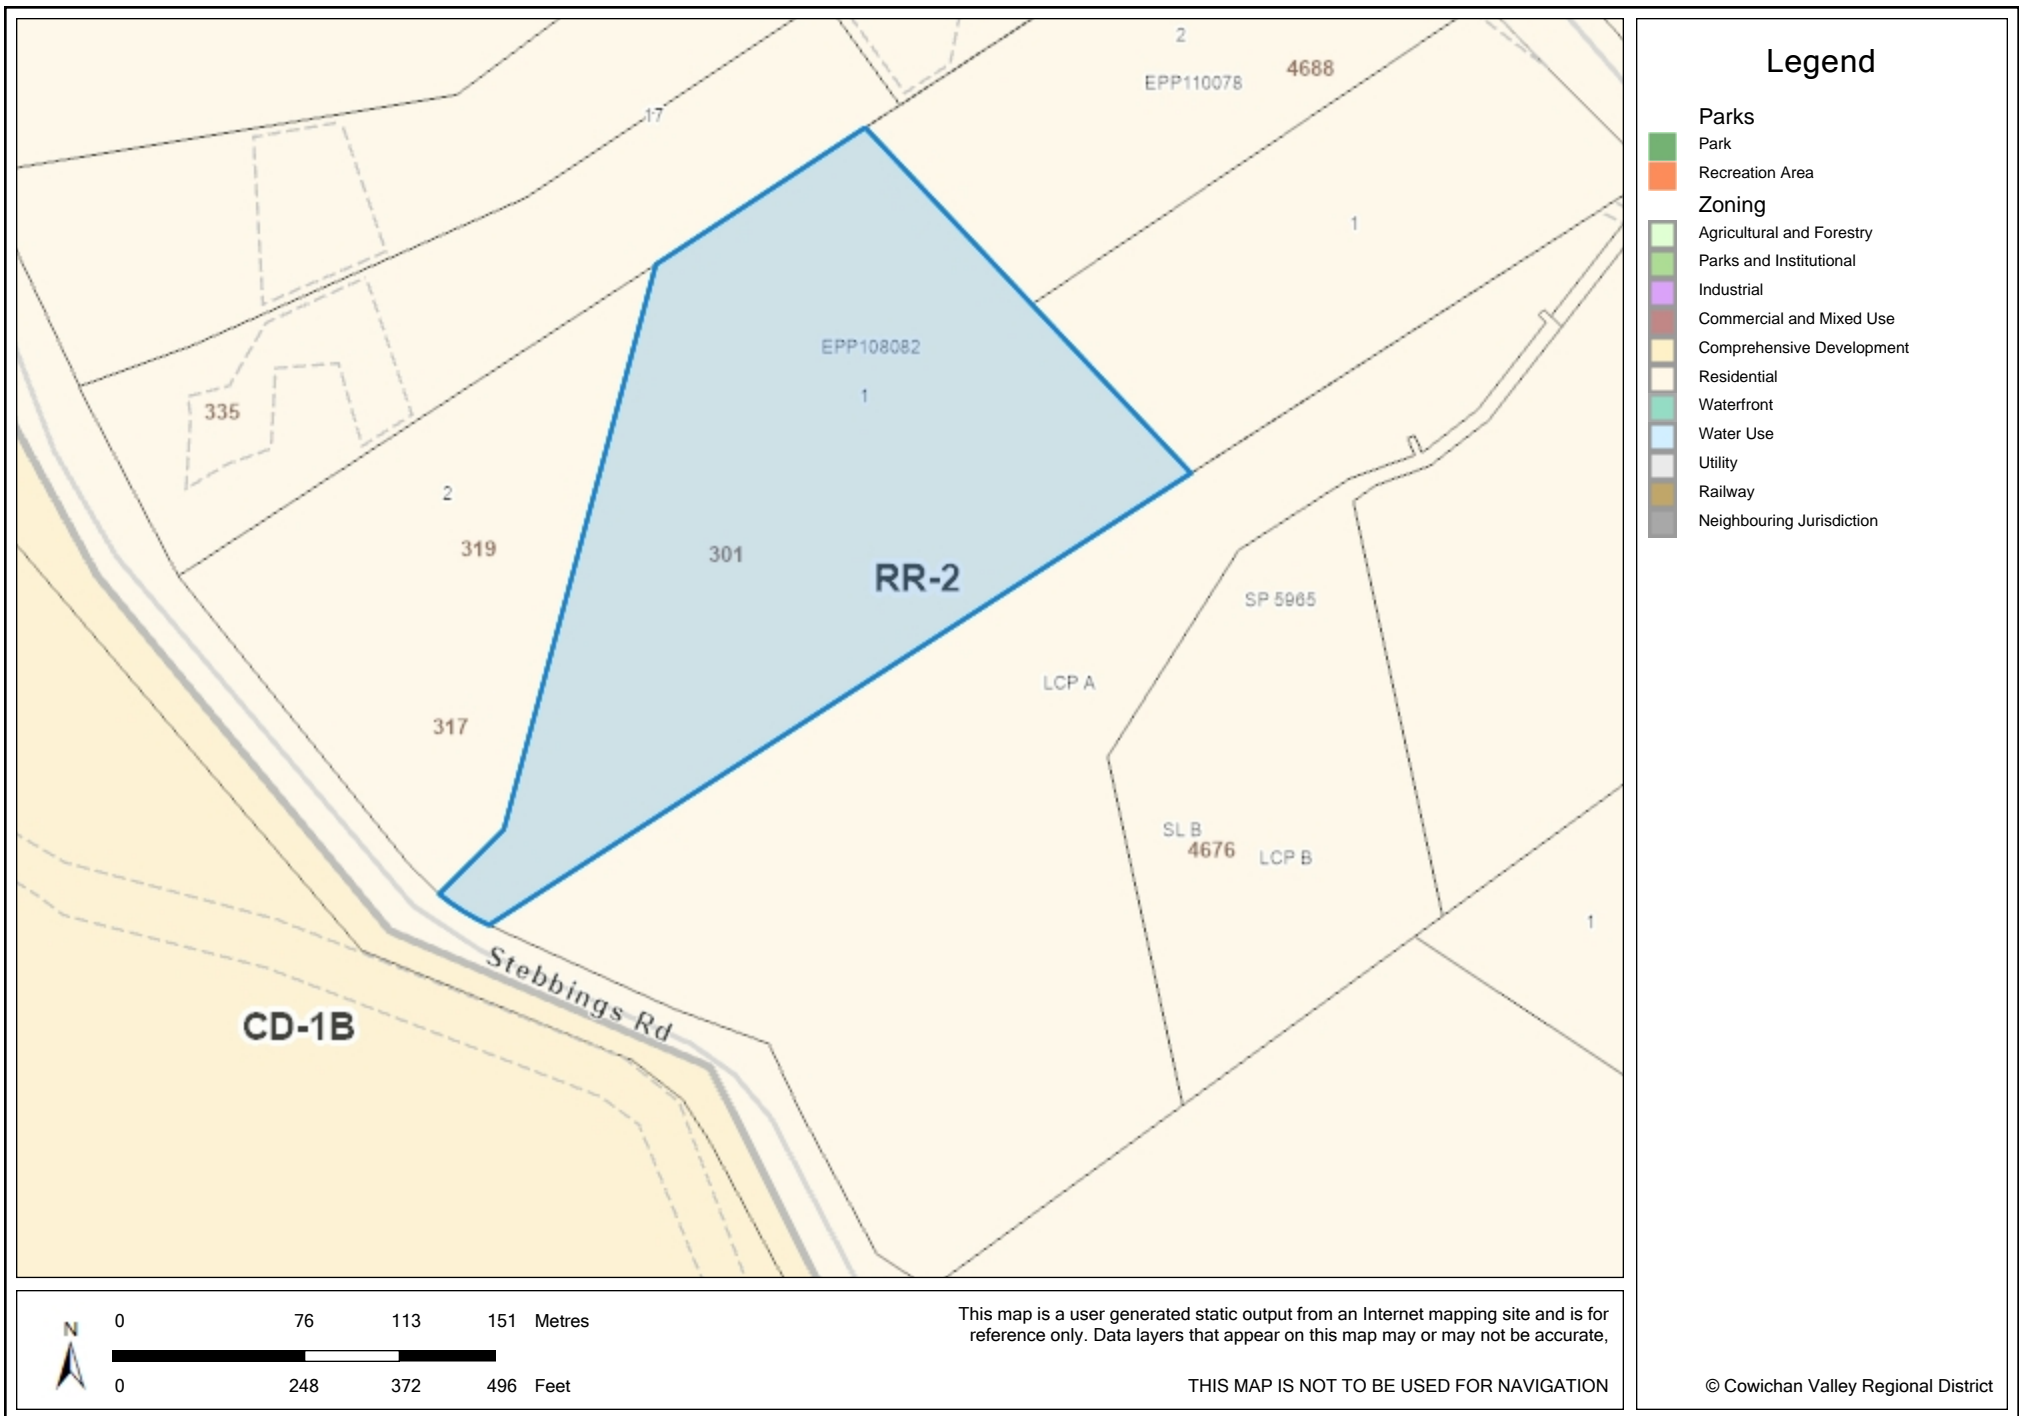 2
EPP110078
4688
17
1
EPP108082
1
335
2
319
301
RR-2
SP 5965
LCP A
317
SL B
4676
LCP B
1
Stebbings Rd
CD-1B
Legend
Parks
Park
Recreation Area
Zoning
Agricultural and Forestry
Parks and Institutional
Industrial
Commercial and Mixed Use
Comprehensive Development
Residential
Waterfront
Water Use
Utility
Railway
Neighbouring Jurisdiction
N
0 76 113 151 Metres
0 248 372 496 Feet
This map is a user generated static output from an Internet mapping site and is for
reference only. Data layers that appear on this map may or may not be accurate,
THIS MAP IS NOT TO BE USED FOR NAVIGATION
© Cowichan Valley Regional District